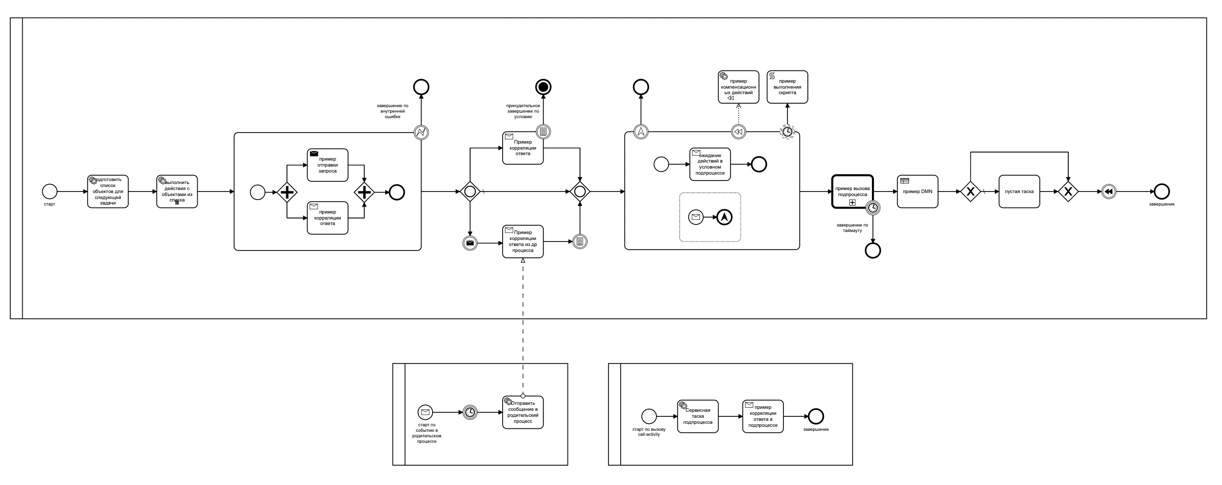 старт
подготовить
список
объектов для
следующей
задачи
выполнить
действия с
объектами из
списка
завершение по
внутренней
ошибке
пример
отправки
запроса
пример
корреляции
ответа
принудительное
завершение по
условию
Пример
корреляции
ответа
Пример
корреляции
ответа из др
процесса
ожидание
действий в
условном
подпроцессе
пример
компенсационн
ых действий
пример
выполнения
скрипта
пример вызова
подпроцесса
завершение по
таймауту
пример DMN
пустая таска
завершение
старт по
событию в
родительском
процессе
Отправить
сообщение в
родительский
процесс
старт по вызову
call-activity
Сервисная
таска
подпроцесса
пример
корреляции
ответа в
подпроцессе
завершение